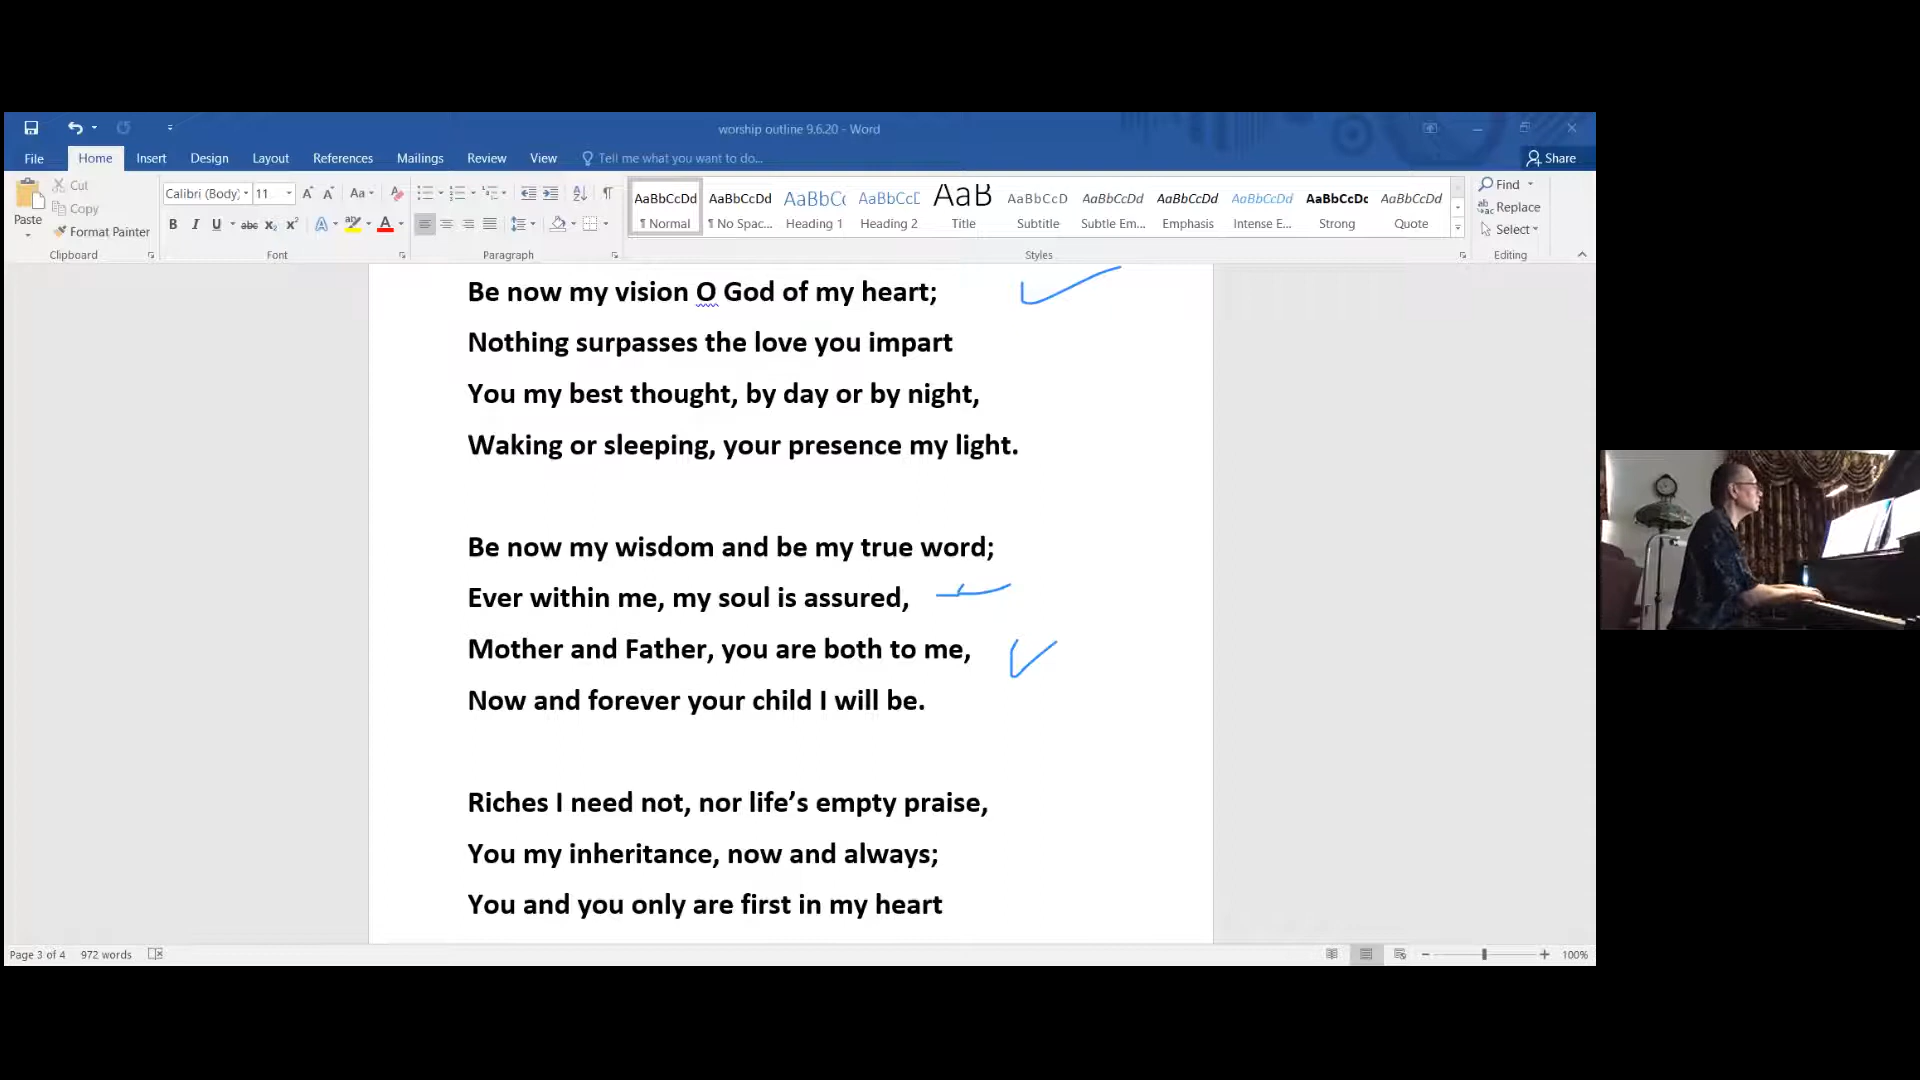 worship outline 9.6.20 - Word
File Home Insert Design Layout References Mailings Review View Tell me what you want to do... Share
Paste Cut Copy Format Painter
Calibri (Body) 11 Aa
B I U abc X₂ X² A ab A
AaBbCcDd AaBbCcDd AaBbCc AaBbCcD AaB AaBbCcD AaBbCcDd AaBbCcDd AaBbCcDd AaBbCcDc AaBbCcDd
¶ Normal ¶ No Spac... Heading 1 Heading 2 Title Subtitle Subtle Em... Emphasis Intense E... Strong Quote
Find
Replace
Select
Clipboard Font Paragraph Styles Editing
Be now my vision O God of my heart;
Nothing surpasses the love you impart
You my best thought, by day or by night,
Waking or sleeping, your presence my light.
Be now my wisdom and be my true word;
Ever within me, my soul is assured,
Mother and Father, you are both to me,
Now and forever your child I will be.
Riches I need not, nor life’s empty praise,
You my inheritance, now and always;
You and you only are first in my heart
Page 3 of 4 972 words 100%